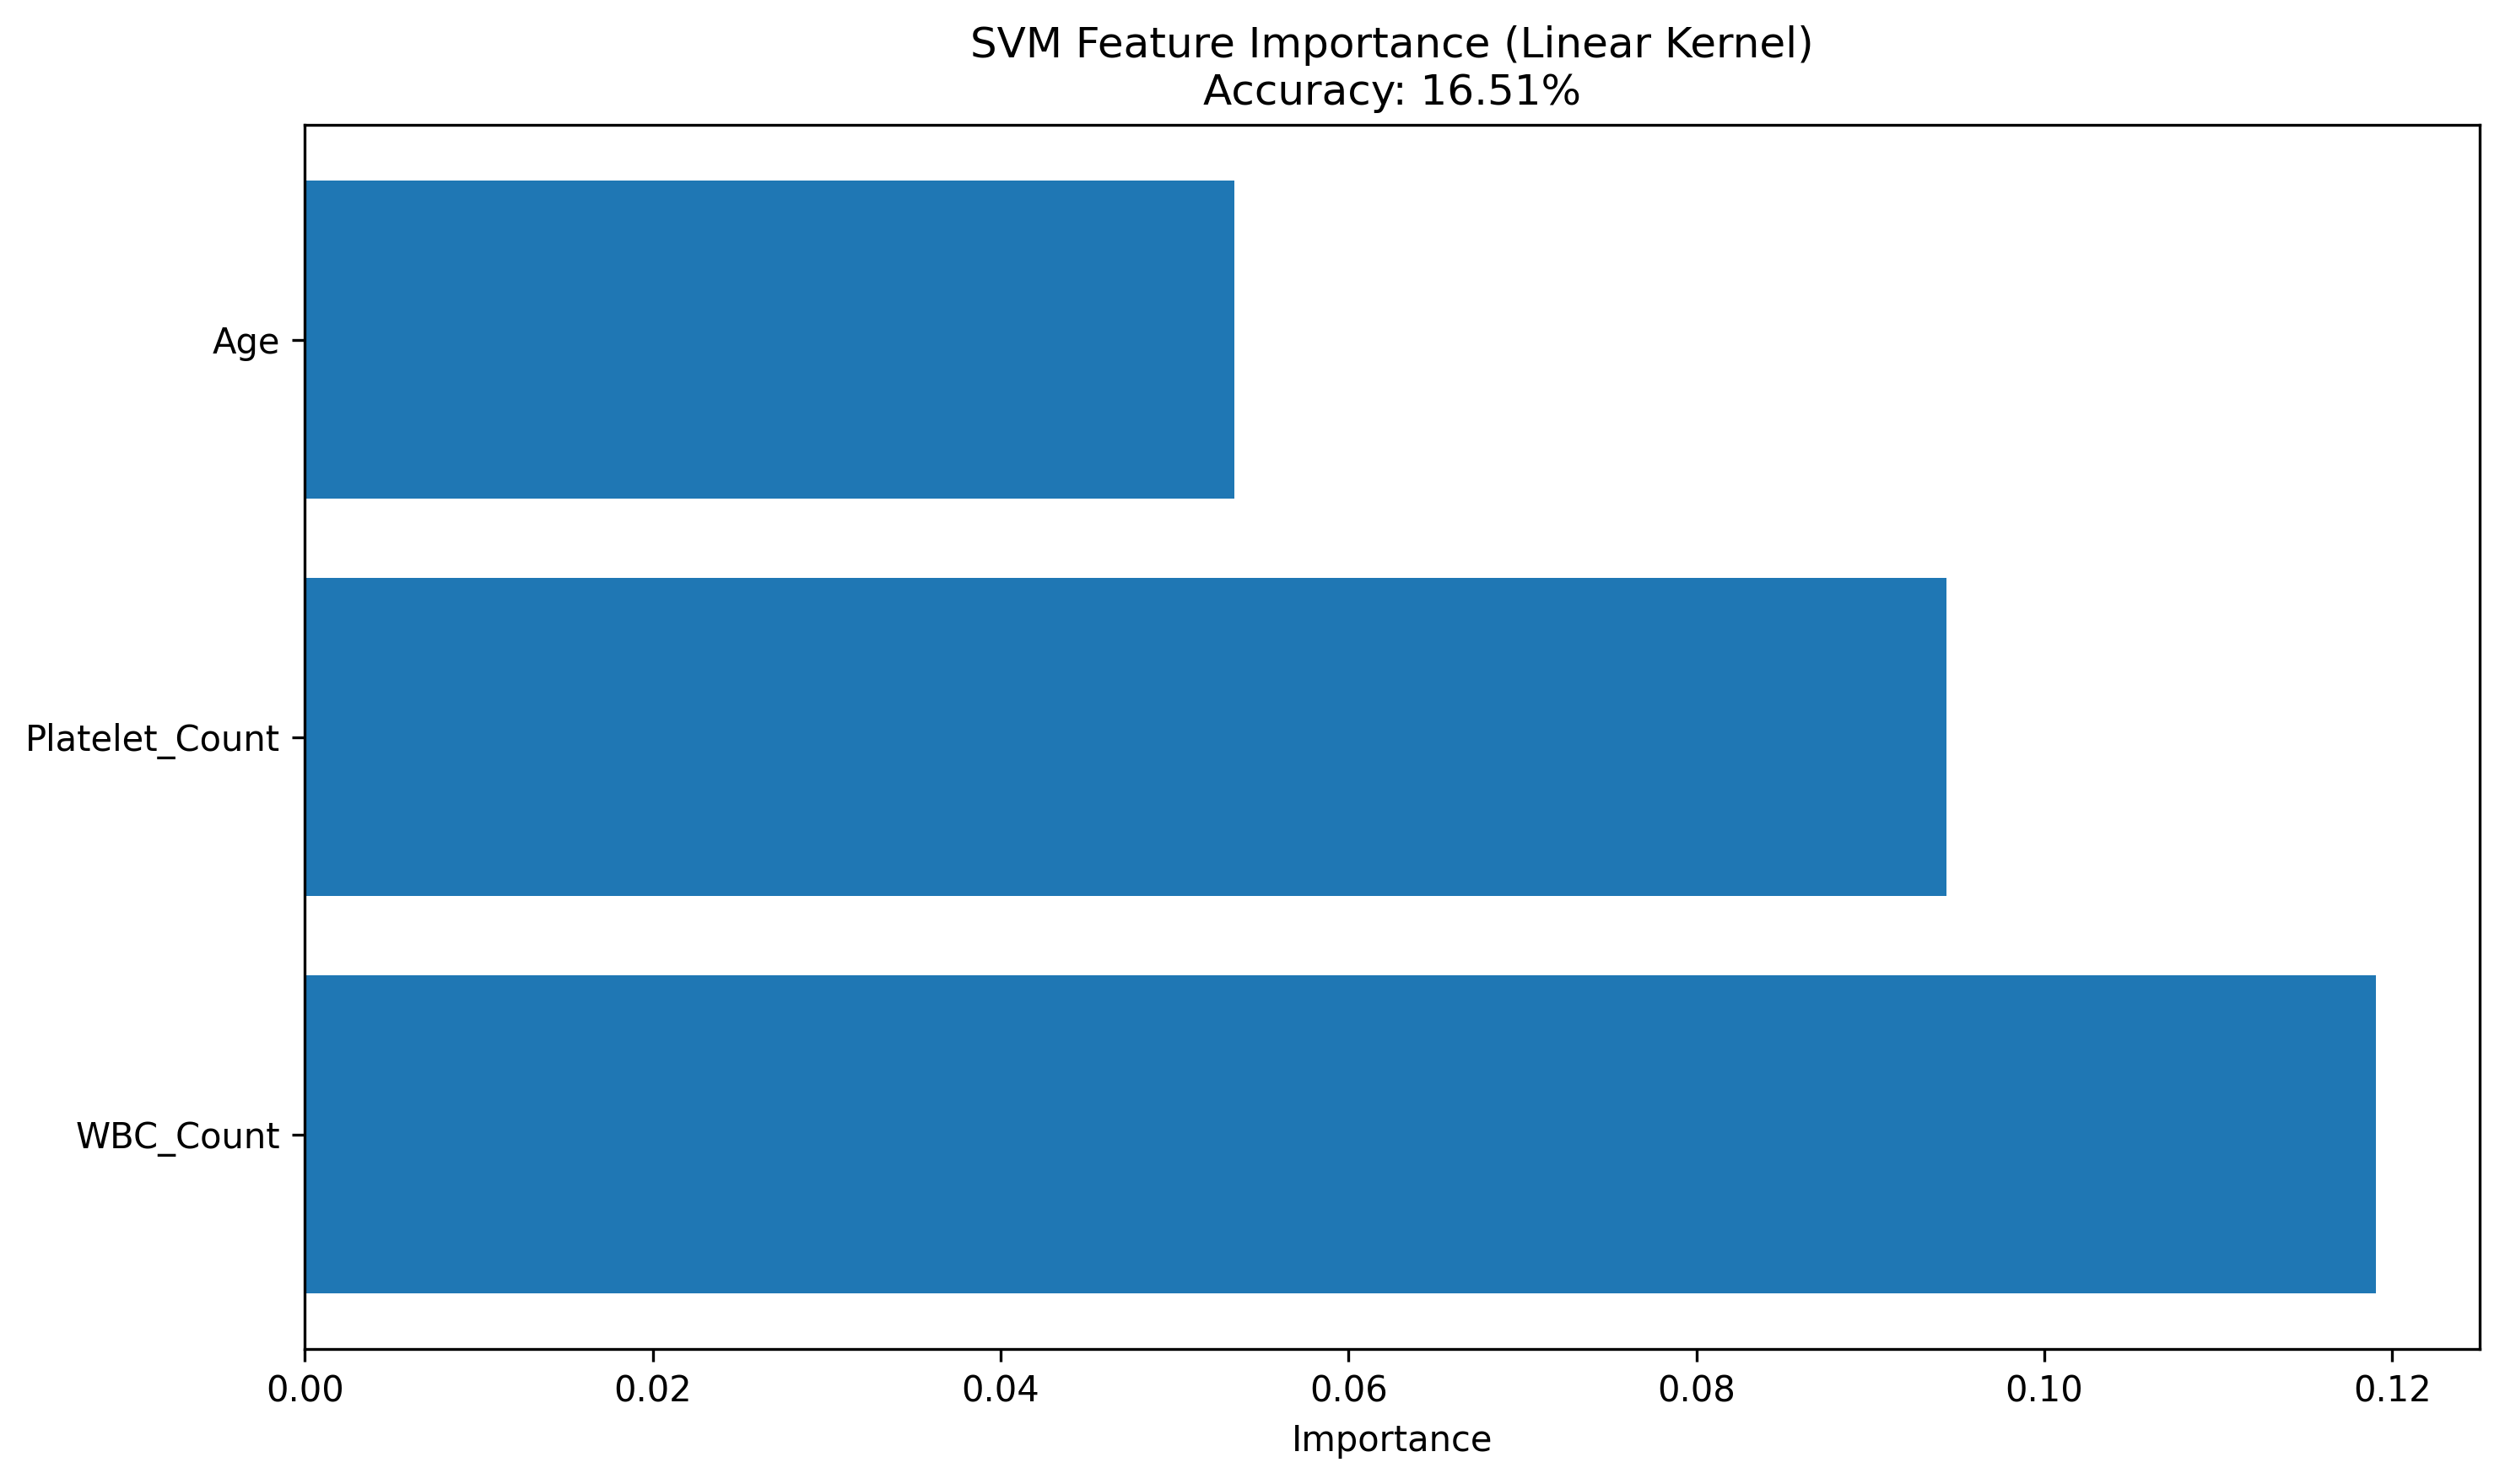 SVM Feature Importance (Linear Kernel)
Accuracy: 16.51%
Age
Platelet_Count
WBC_Count
0.00 0.02 0.04 0.06 0.08 0.10 0.12
Importance